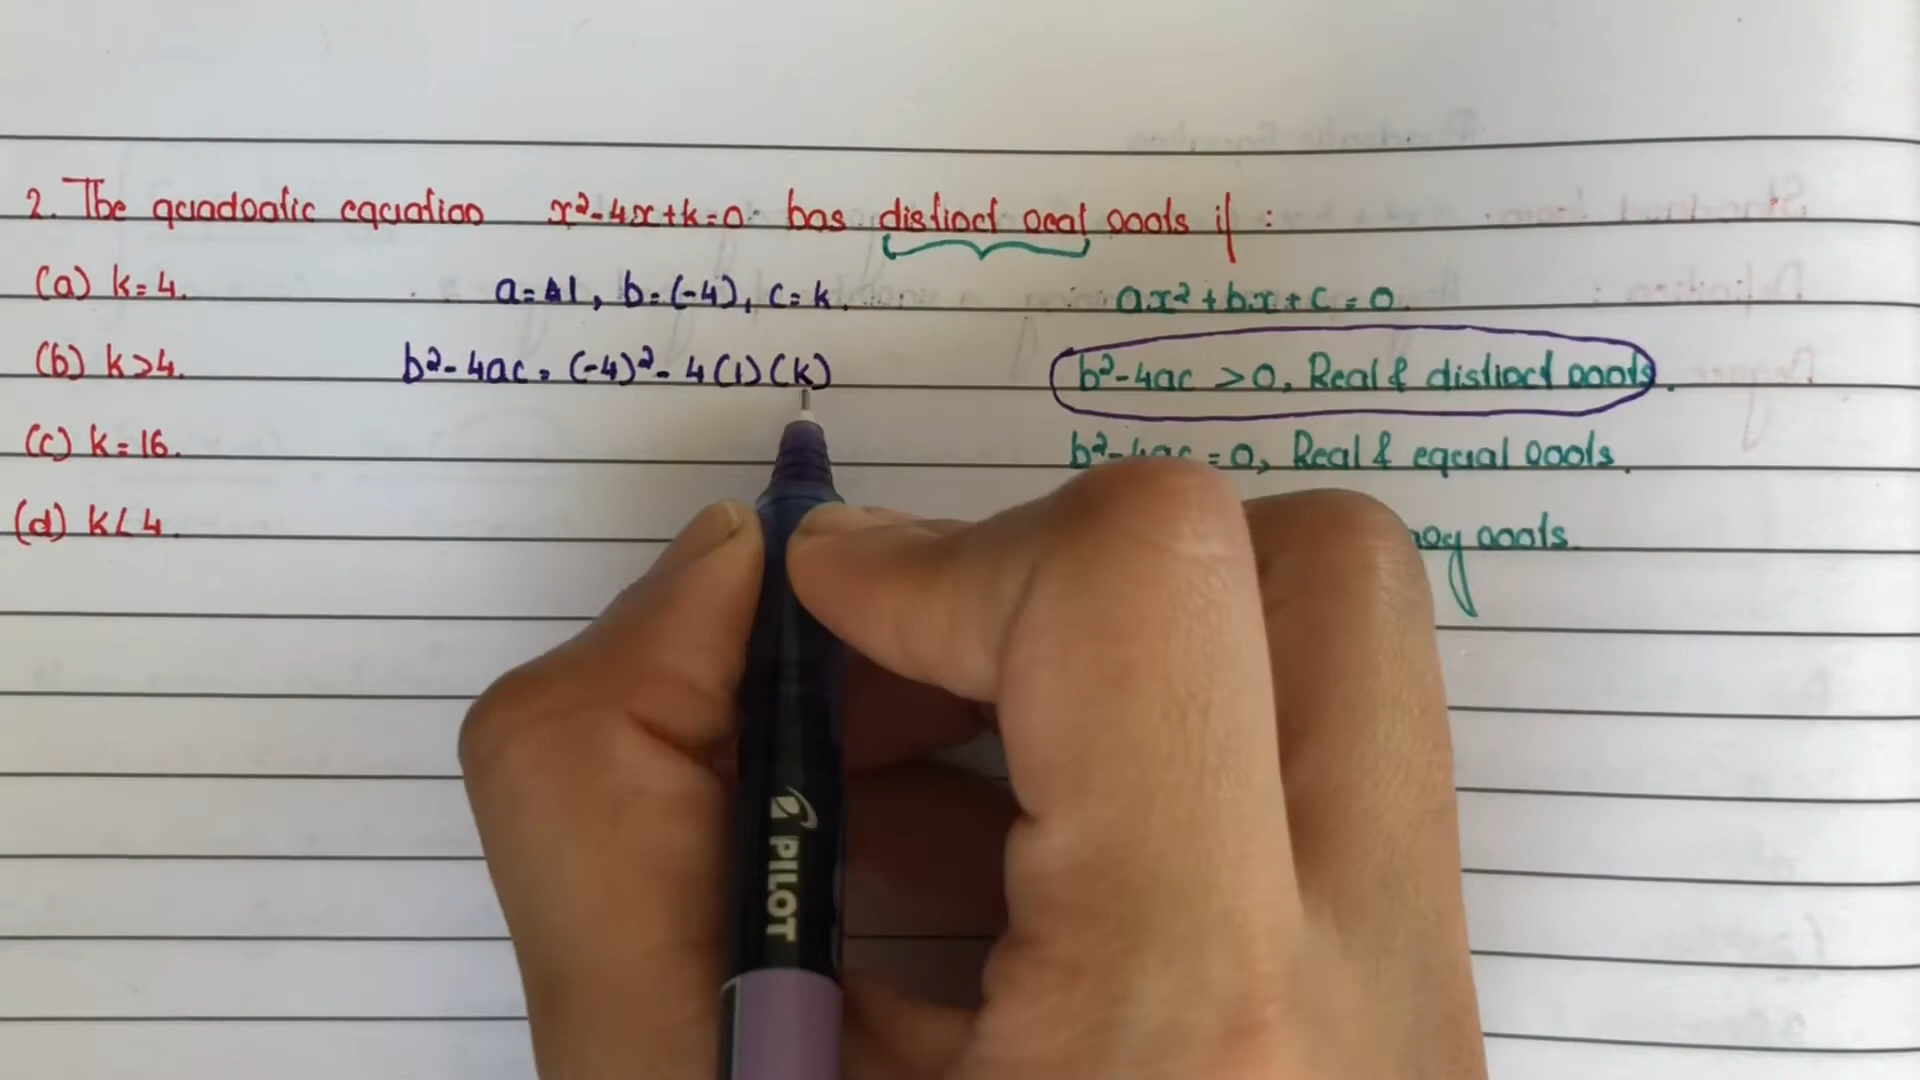 2. The quadratic equation x²-4x+k=0. has distinct real roots if :
(a) k=4.
a=1, b=(-4), c=k.
ax²+bx+c=0.
(b) k>4.
b²-4ac = (-4)²-4(1)(k)
b²-4ac >0, Real & distinct roots.
(c) k=16.
b²-4ac =0, Real & equal roots.
(d) k<4.
roots.
PILOT